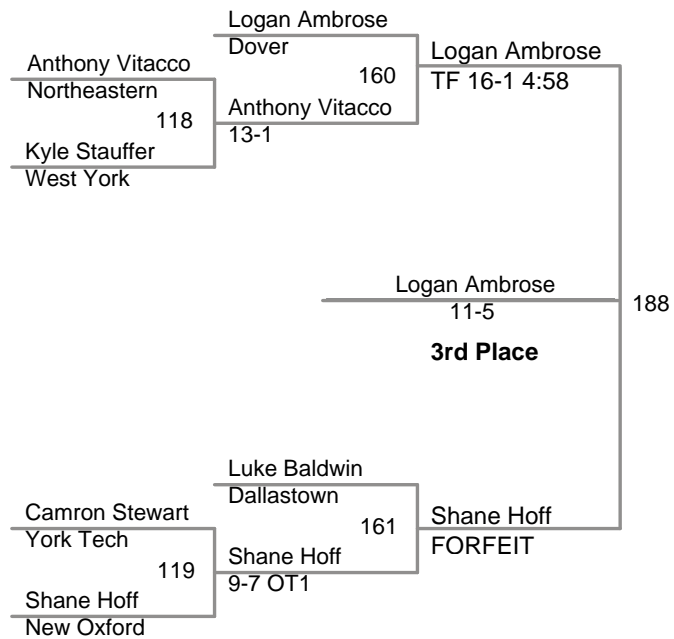 Logan Ambrose
Dover
160
Logan Ambrose
TF 16-1 4:58
Anthony Vitacco
Northeastern
118
Anthony Vitacco
13-1
Kyle Stauffer
West York
Logan Ambrose
11-5
188
3rd Place
Luke Baldwin
Dallastown
161
Shane Hoff
FORFEIT
Camron Stewart
York Tech
119
Shane Hoff
9-7 OT1
Shane Hoff
New Oxford